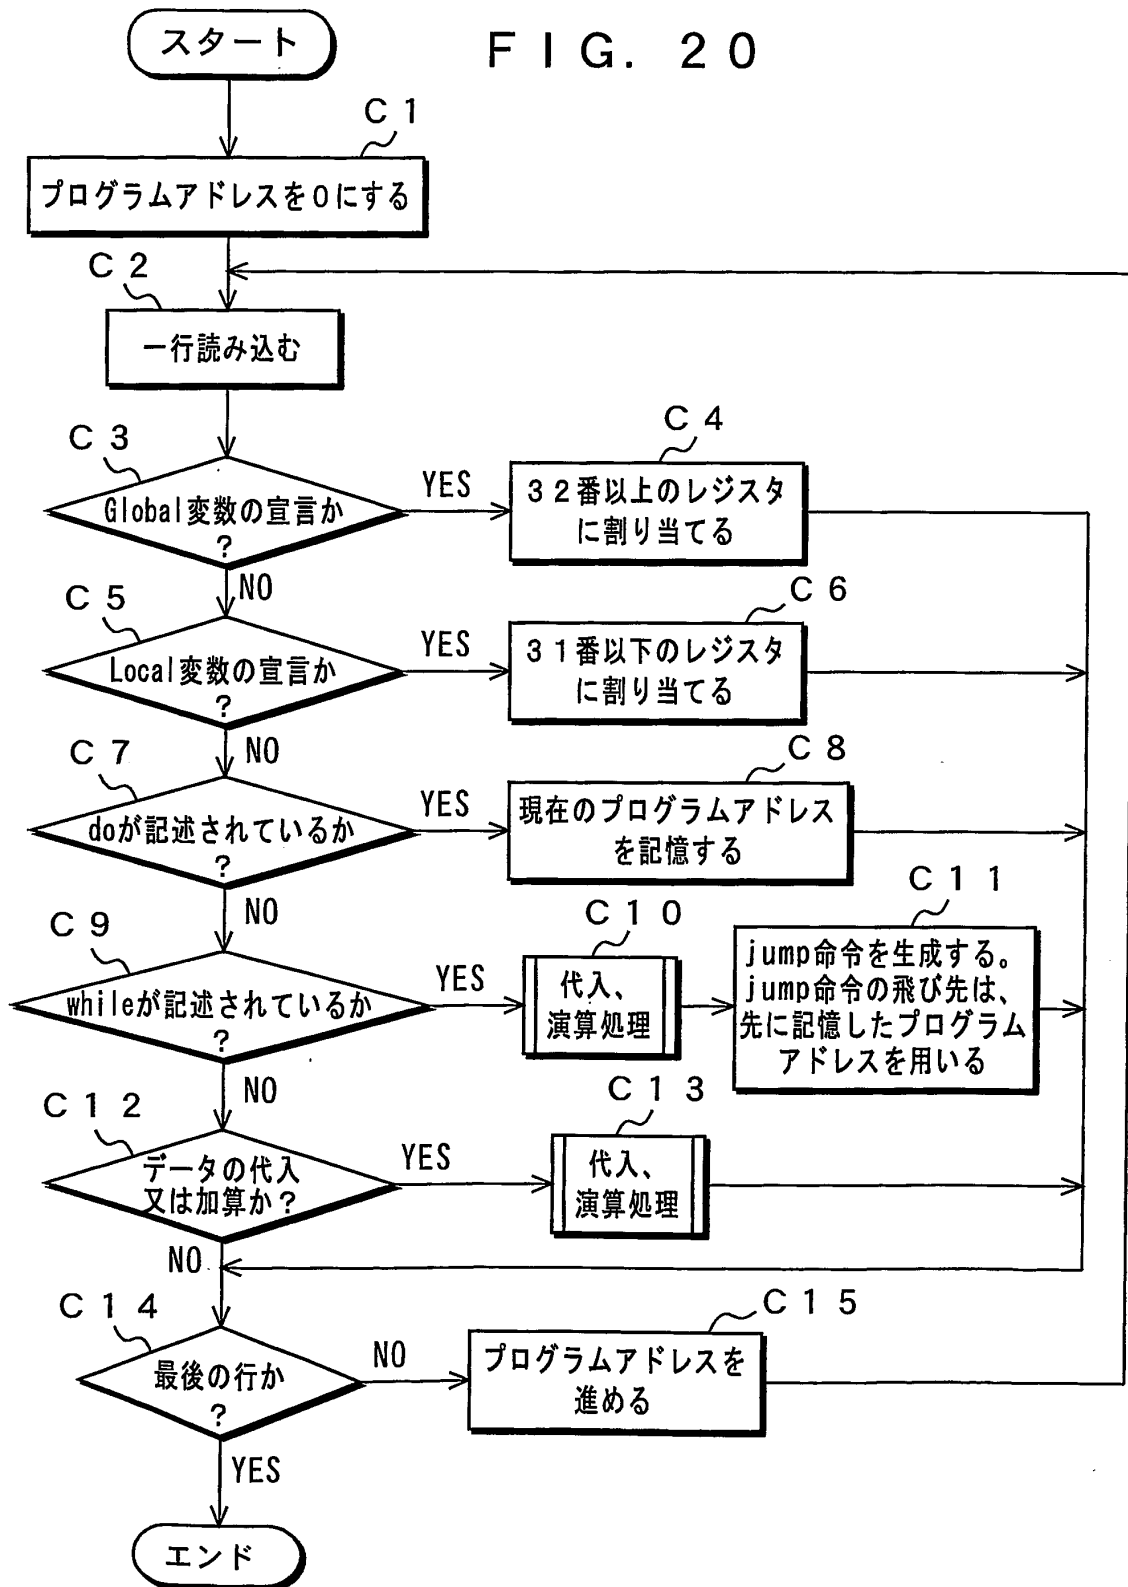 スタート
FIG. 20
C1
プログラムアドレスを0にする
C2
一行読み込む
C3
Global変数の宣言か
?
YES
NO
C4
32番以上のレジスタ
に割り当てる
C5
Local変数の宣言か
?
YES
NO
C6
31番以下のレジスタ
に割り当てる
C7
doが記述されているか
?
YES
NO
C8
現在のプログラムアドレス
を記憶する
C9
whileが記述されているか
?
YES
NO
C10
代入、
演算処理
C11
jump命令を生成する。
jump命令の飛び先は、
先に記憶したプログラム
アドレスを用いる
C12
データの代入
又は加算か?
YES
NO
C13
代入、
演算処理
C14
最後の行か
?
NO
YES
C15
プログラムアドレスを
進める
エンド